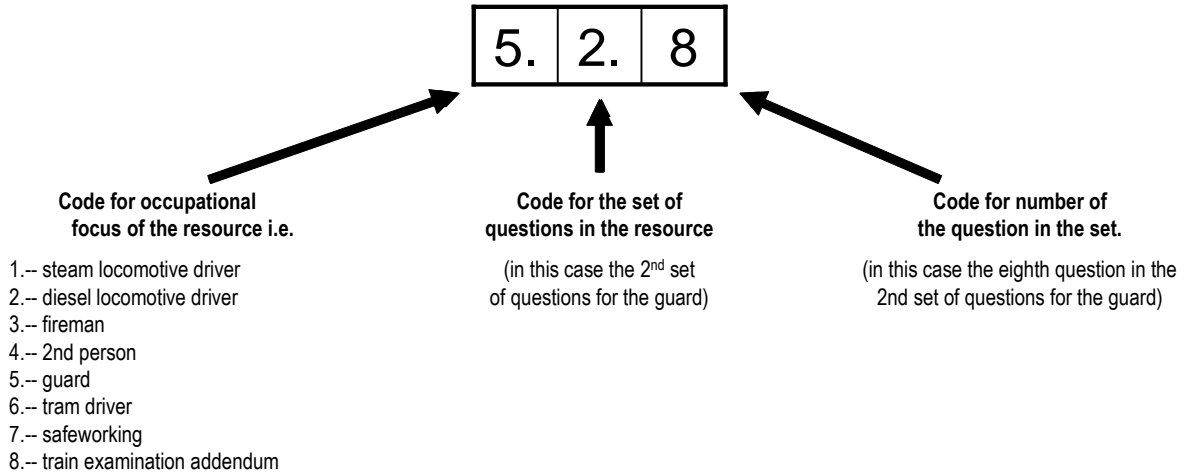 5. 2. 8
Code for occupational
focus of the resource i.e.
1.-- steam locomotive driver
2.-- diesel locomotive driver
3.-- fireman
4.-- 2nd person
5.-- guard
6.-- tram driver
7.-- safeworking
8.-- train examination addendum
Code for the set of
questions in the resource
(in this case the 2nd set
of questions for the guard)
Code for number of
the question in the set.
(in this case the eighth question in the
2nd set of questions for the guard)